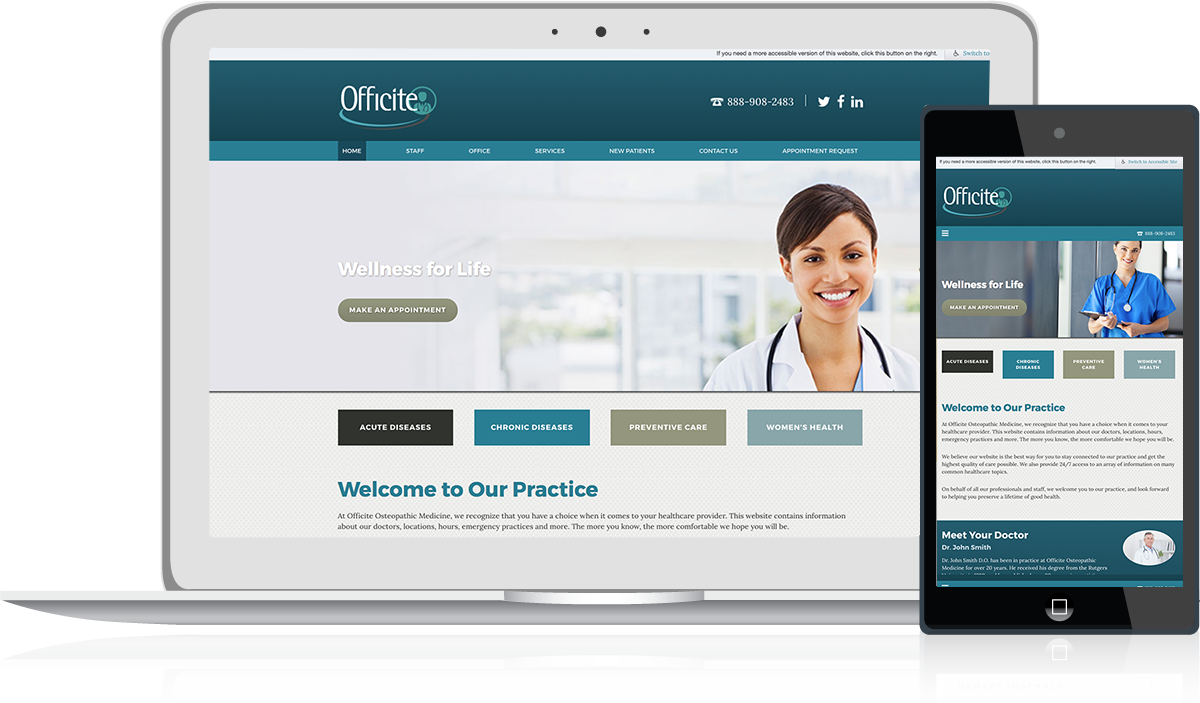 If you need a more accessible version of this website, click this button on the right.
Switch to
Officite
888-908-2483
HOME
STAFF
OFFICE
SERVICES
NEW PATIENTS
CONTACT US
APPOINTMENT REQUEST
Wellness for Life
MAKE AN APPOINTMENT
ACUTE DISEASES
CHRONIC DISEASES
PREVENTIVE CARE
WOMEN'S HEALTH
Welcome to Our Practice
At Officite Osteopathic Medicine, we recognize that you have a choice when it comes to your healthcare provider. This website contains information
about our doctors, locations, hours, emergency practices and more. The more you know, the more comfortable we hope you will be.
If you need a more accessible version of this website, click this button on the right.
Switch to Accessible Site
Officite
888-908-2483
Wellness for Life
MAKE AN APPOINTMENT
ACUTE DISEASES
CHRONIC
DISEASES
PREVENTIVE
CARE
WOMEN'S
HEALTH
Welcome to Our Practice
At Officite Osteopathic Medicine, we recognize that you have a choice when it comes to your
healthcare provider. This website contains information about our doctors, locations, hours,
emergency practices and more. The more you know, the more comfortable we hope you will be.
We believe our website is the best way for you to stay connected to our practice and get the
highest quality of care possible. We also provide 24/7 access to an array of information on many
common healthcare topics.
On behalf of all our professionals and staff, we welcome you to our practice, and look forward
to helping you preserve a lifetime of good health.
Meet Your Doctor
Dr. John Smith
Dr. John Smith D.O. has been in practice at Officite Osteopathic
Medicine for over 20 years. He received his degree from the Rutgers